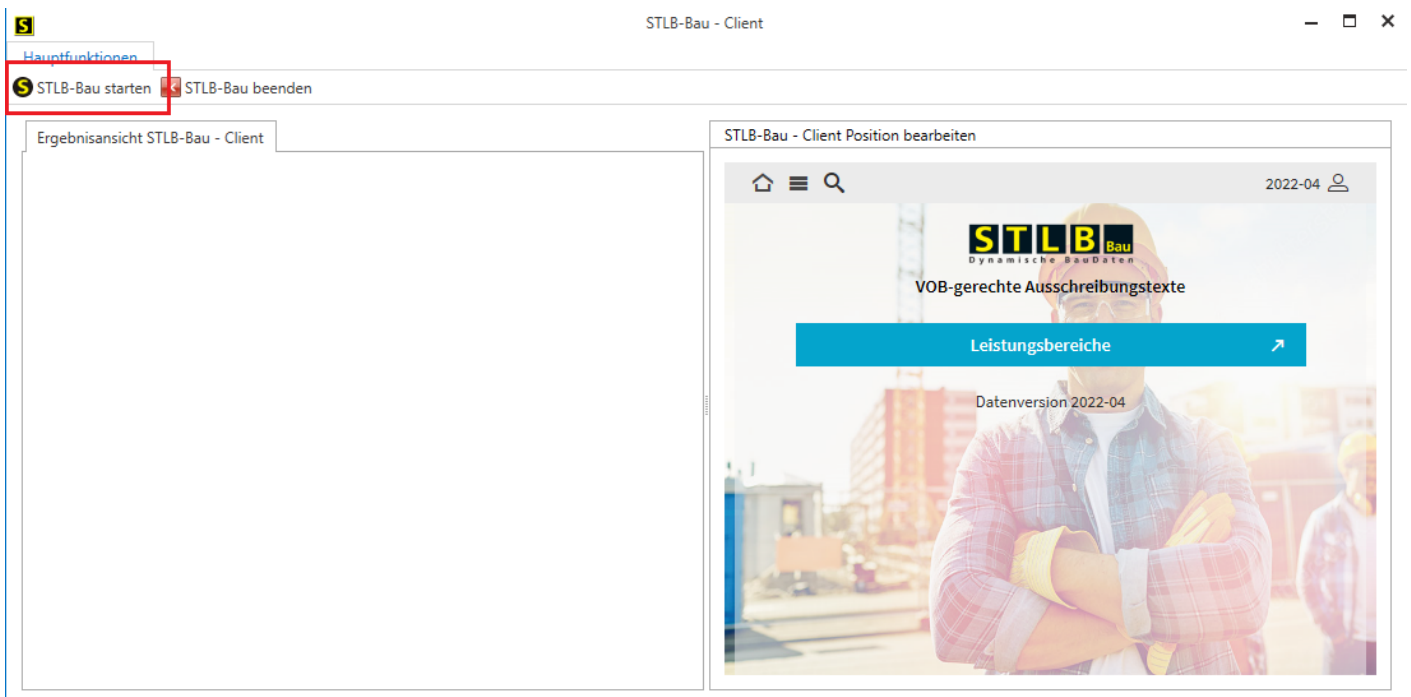 STLB-Bau - Client
Hauptfunktionen
STLB-Bau starten STLB-Bau beenden
Ergebnisansicht STLB-Bau - Client
STLB-Bau - Client Position bearbeiten
2022-04
STLB Bau
Dynamische BauDaten
VOB-gerechte Ausschreibungstexte
Leistungsbereiche
Datenversion 2022-04